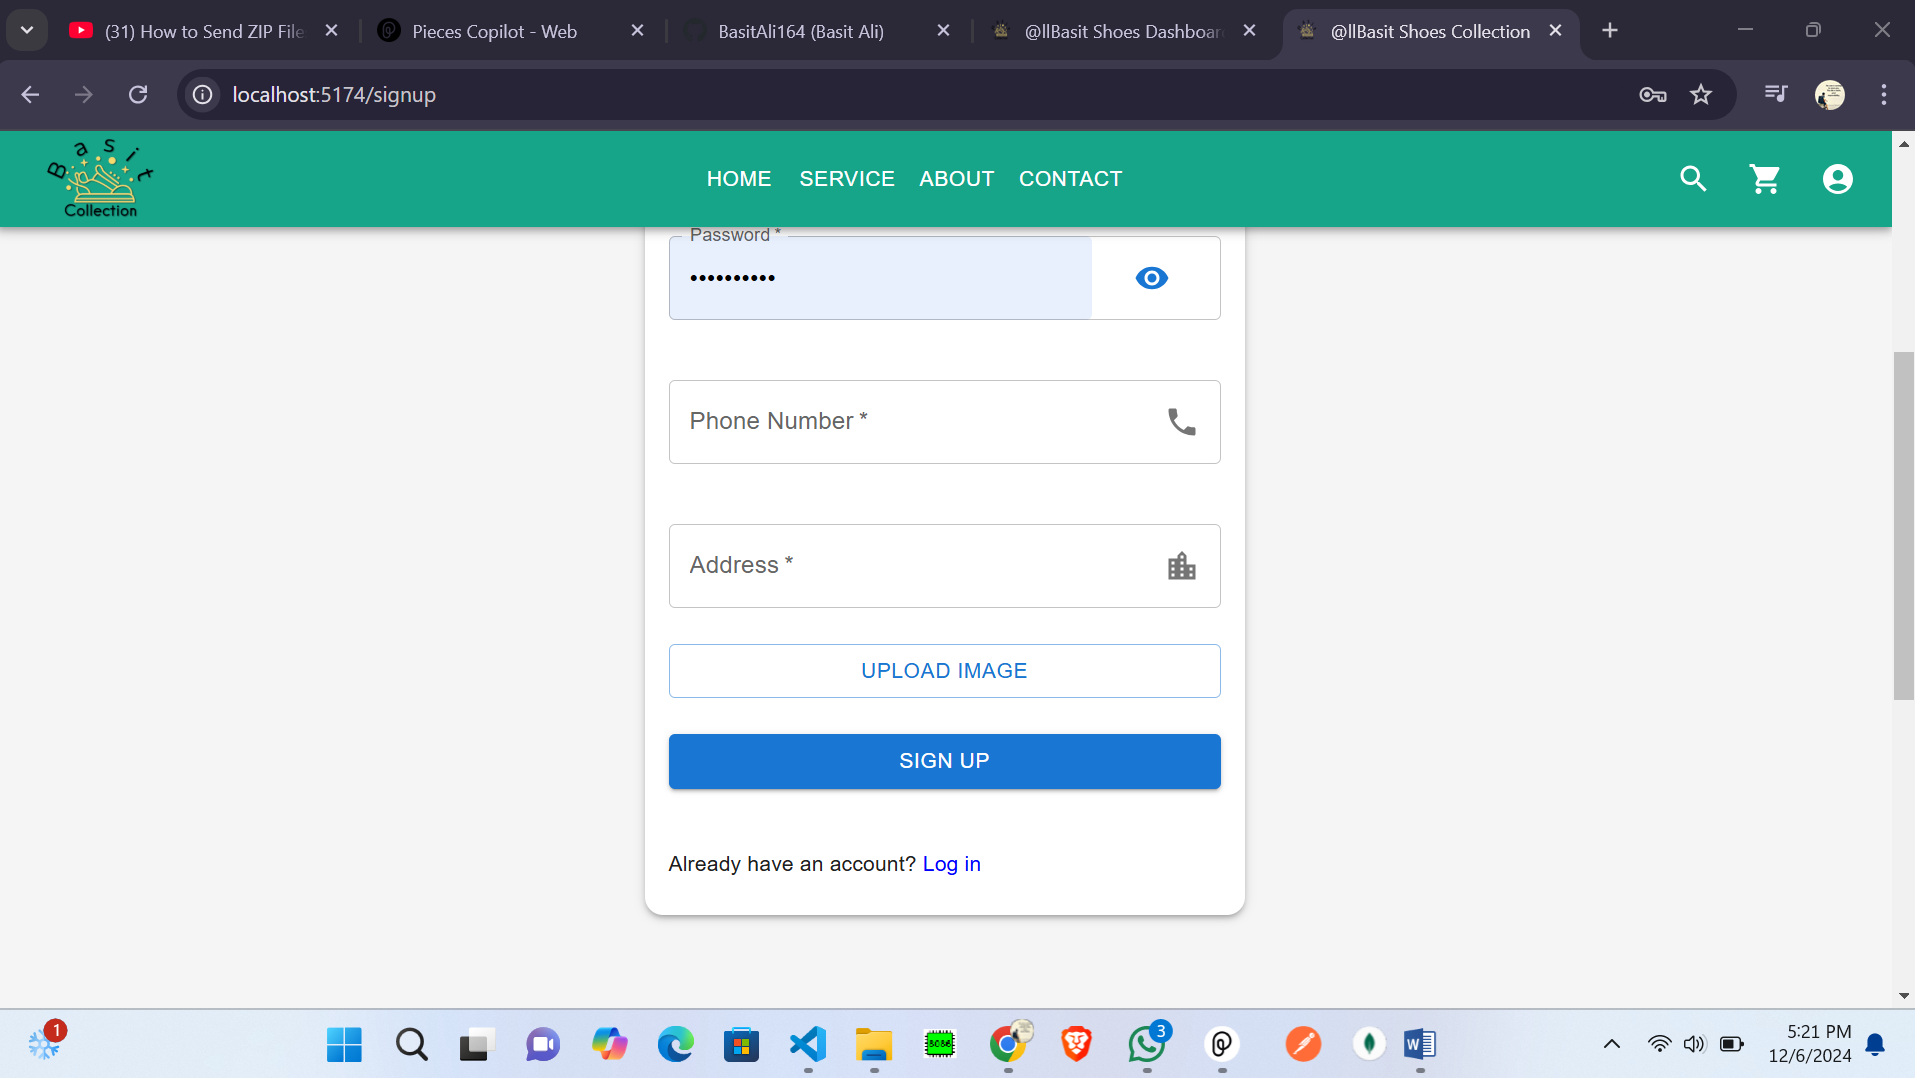 (31) How to Send ZIP File
Pieces Copilot - Web
BasitAli164 (Basit Ali)
@llBasit Shoes Dashboar
@llBasit Shoes Collection
localhost:5174/signup
Basit
Collection
HOME SERVICE ABOUT CONTACT
Password *
••••••••••
Phone Number *
Address *
UPLOAD IMAGE
SIGN UP
Already have an account? Log in
1
8086
3
5:21 PM
12/6/2024